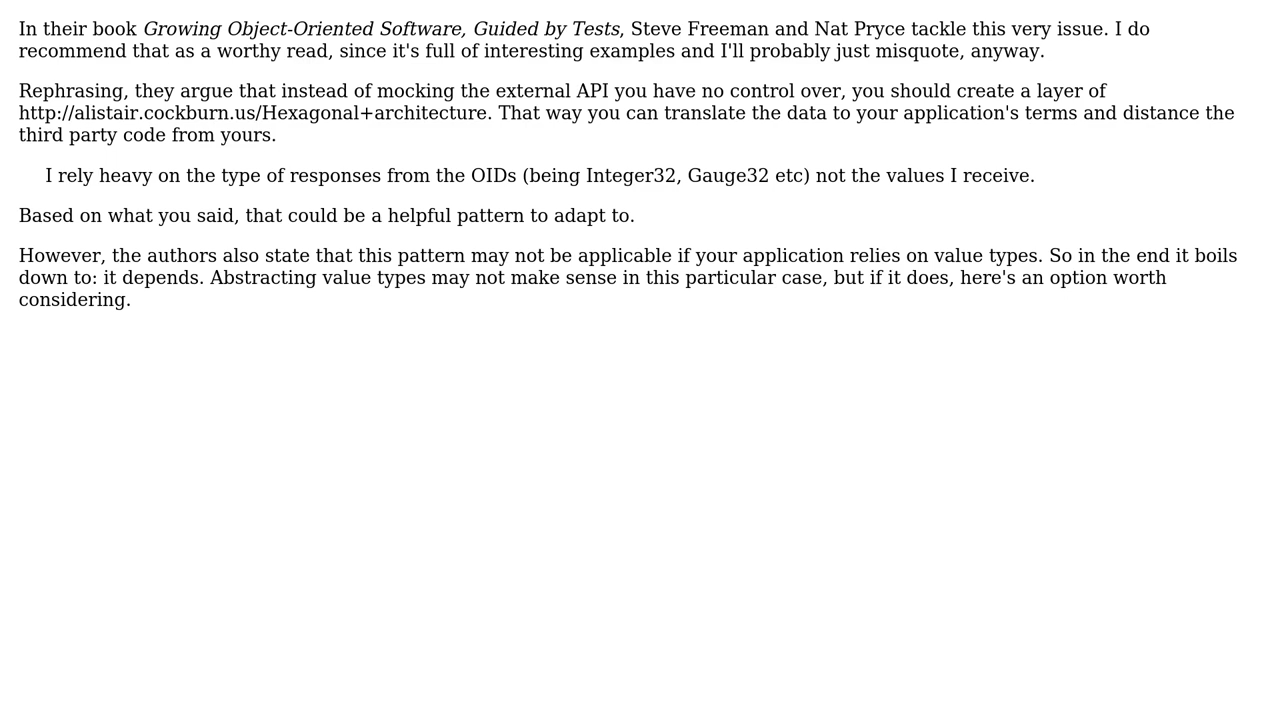 In their book Growing Object-Oriented Software, Guided by Tests, Steve Freeman and Nat Pryce tackle this very issue. I do
recommend that as a worthy read, since it's full of interesting examples and I'll probably just misquote, anyway.
Rephrasing, they argue that instead of mocking the external API you have no control over, you should create a layer of
http://alistair.cockburn.us/Hexagonal+architecture. That way you can translate the data to your application's terms and distance the
third party code from yours.
I rely heavy on the type of responses from the OIDs (being Integer32, Gauge32 etc) not the values I receive.
Based on what you said, that could be a helpful pattern to adapt to.
However, the authors also state that this pattern may not be applicable if your application relies on value types. So in the end it boils
down to: it depends. Abstracting value types may not make sense in this particular case, but if it does, here's an option worth
considering.